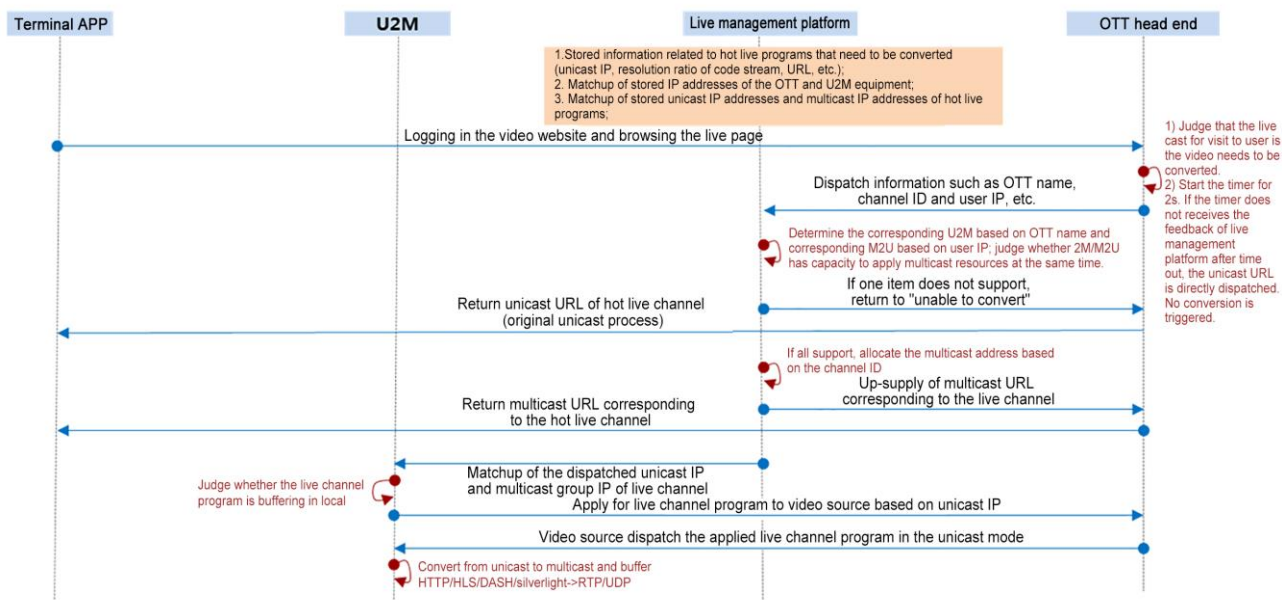 Terminal APP
U2M
Live management platform
OTT head end
1.Stored information related to hot live programs that need to be converted
(unicast IP, resolution ratio of code stream, URL, etc.);
2. Matchup of stored IP addresses of the OTT and U2M equipment;
3. Matchup of stored unicast IP addresses and multicast IP addresses of hot live
programs;
Logging in the video website and browsing the live page
1) Judge that the live
cast for visit to user is
the video needs to be
converted.
2) Start the timer for
2s. If the timer does
not receives the
feedback of live
management
platform after time
out, the unicast URL
is directly dispatched.
No conversion is
triggered.
Dispatch information such as OTT name,
channel ID and user IP, etc.
Determine the corresponding U2M based on OTT name and
corresponding M2U based on user IP; judge whether 2M/M2U
has capacity to apply multicast resources at the same time.
If one item does not support,
return to "unable to convert"
Return unicast URL of hot live channel
(original unicast process)
If all support, allocate the multicast address based
on the channel ID
Up-supply of multicast URL
corresponding to the live channel
Return multicast URL corresponding
to the hot live channel
Matchup of the dispatched unicast IP
and multicast group IP of live channel
Judge whether the live channel
program is buffering in local
Apply for live channel program to video source based on unicast IP
Video source dispatch the applied live channel program in the unicast mode
Convert from unicast to multicast and buffer
HTTP/HLS/DASH/silverlight->RTP/UDP